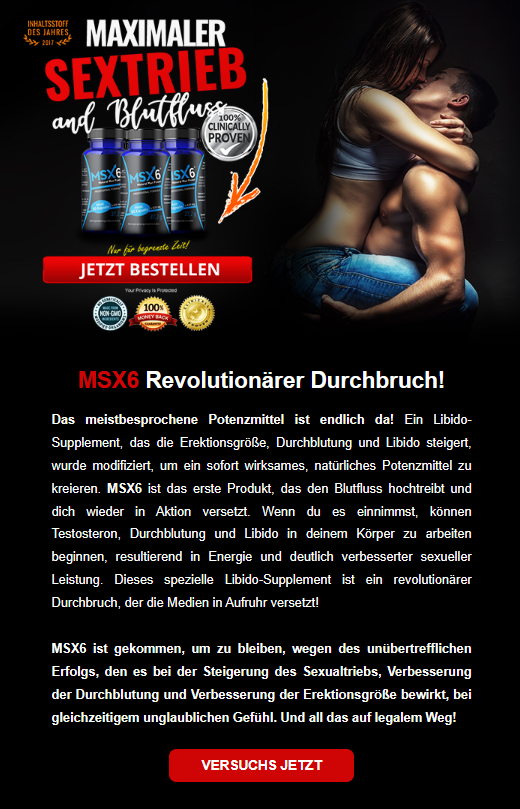 INHALTSSTOFF
DES JAHRES
2017
MAXIMALER
SEXTRIEB
and Blutfluss
100%
CLINICALLY
PROVEN
MSX6
MSX6
MSX6
Nur für begrenzte Zeit!
JETZT BESTELLEN
Your Privacy Is Protected
NON-GMO
100%
MONEY BACK
MSX6 Revolutionärer Durchbruch!
Das meistbesprochene Potenzmittel ist endlich da! Ein Libido-
Supplement, das die Erektionsgröße, Durchblutung und Libido steigert,
wurde modifiziert, um ein sofort wirksames, natürliches Potenzmittel zu
kreieren. MSX6 ist das erste Produkt, das den Blutfluss hochtreibt und
dich wieder in Aktion versetzt. Wenn du es einnimmst, können
Testosteron, Durchblutung und Libido in deinem Körper zu arbeiten
beginnen, resultierend in Energie und deutlich verbesserter sexueller
Leistung. Dieses spezielle Libido-Supplement ist ein revolutionärer
Durchbruch, der die Medien in Aufruhr versetzt!
MSX6 ist gekommen, um zu bleiben, wegen des unübertrefflichen
Erfolgs, den es bei der Steigerung des Sexualtriebs, Verbesserung
der Durchblutung und Verbesserung der Erektionsgröße bewirkt, bei
gleichzeitigem unglaublichen Gefühl. Und all das auf legalem Weg!
VERSUCHS JETZT